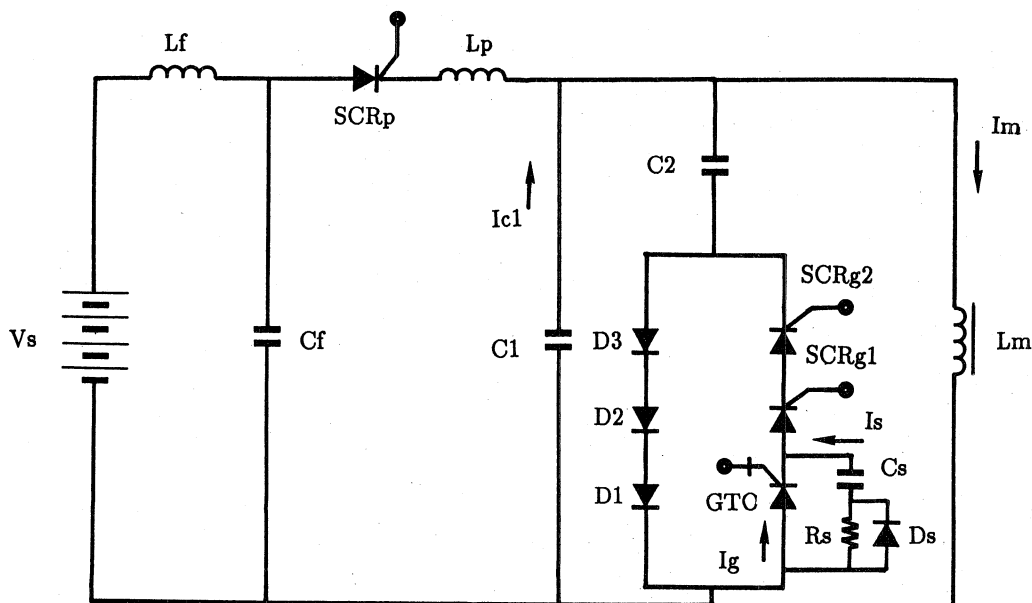 Lf
Lp
SCRp
Im
C2
Ic1
SCRg2
Vs
Cf
C1
D3
SCRg1
Lm
D2
Is
Cs
D1
GTO
Rs
Ds
Ig